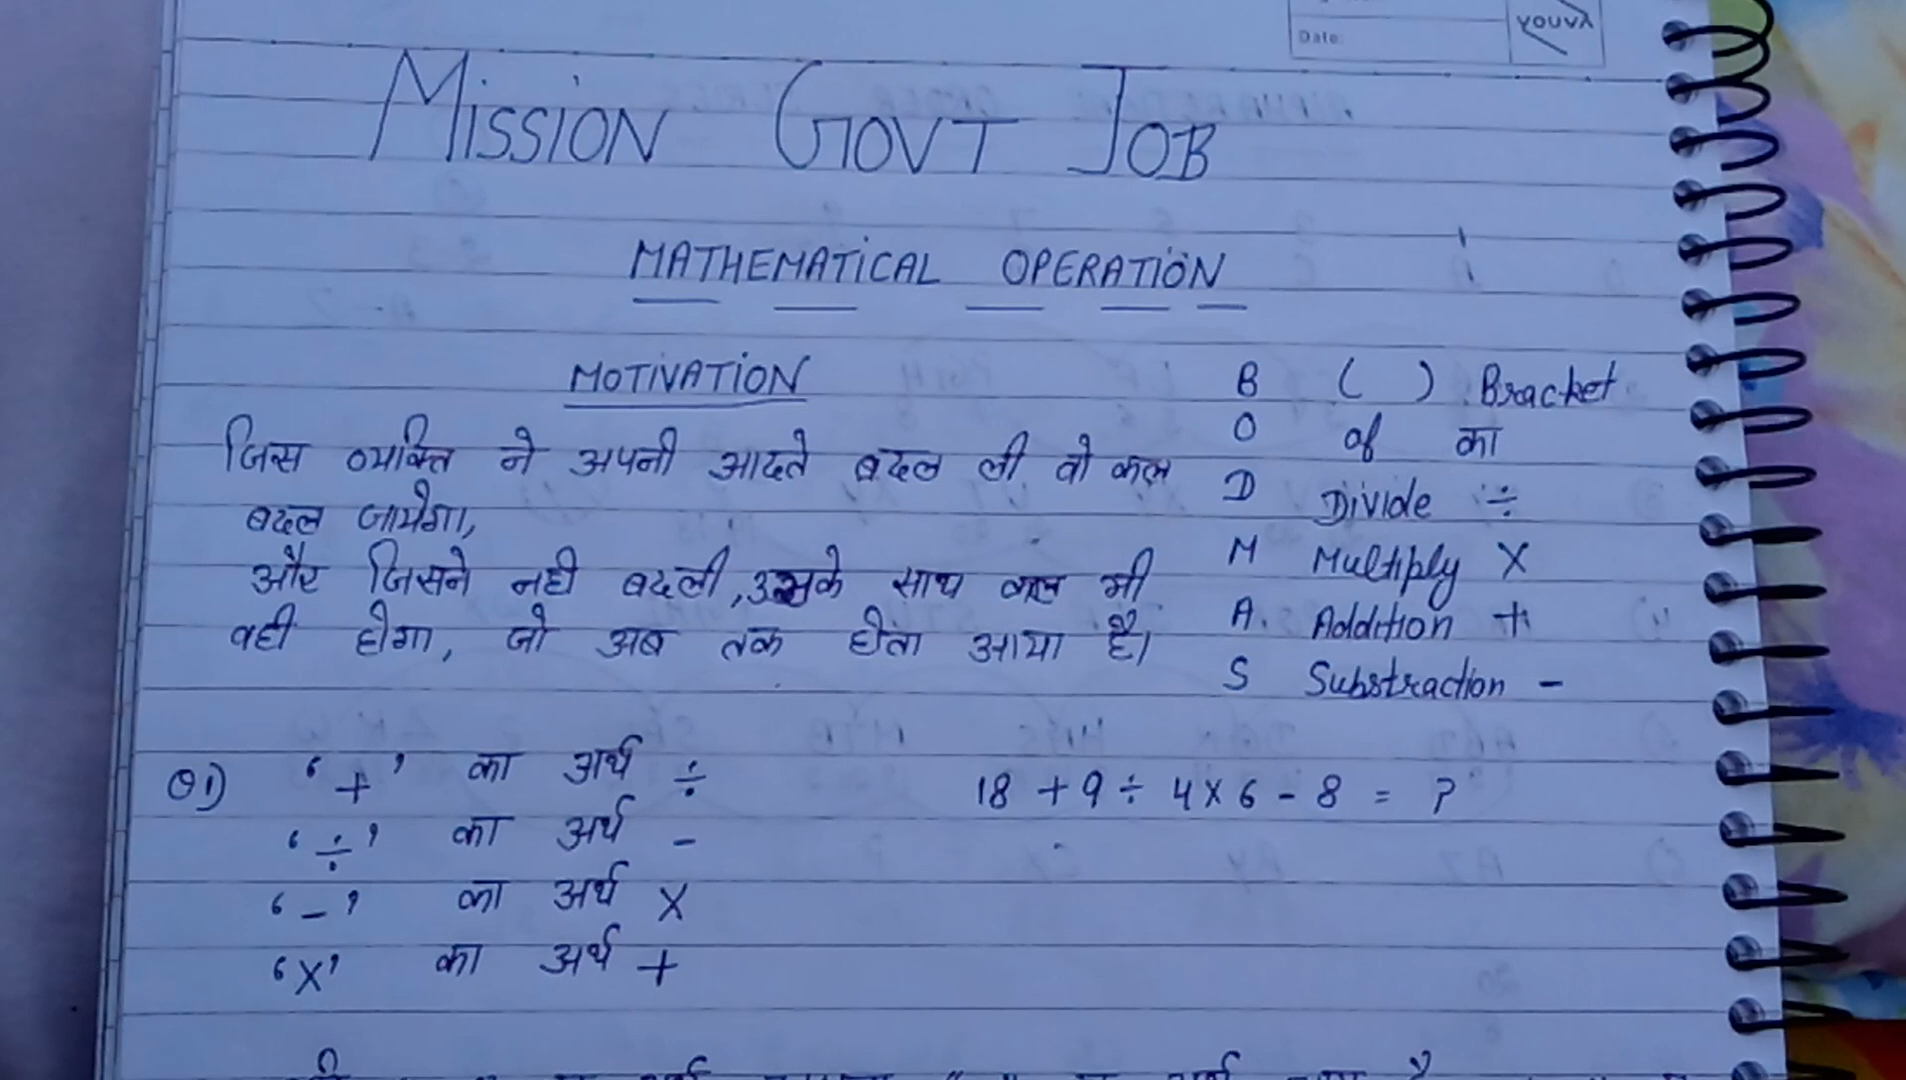 youva
Date:
MISSION GOVT JOB
MATHEMATICAL OPERATION
MOTIVATION
जिस व्यक्ति ने अपनी आदते बदल ली वो कल
बदल जायेगा,
और जिसने नही बदली, उसके साथ कल भी
वही होगा, जो अब तक होता आया है।
B ( ) Bracket
O of का
D Divide ÷
M Multiply X
A. Addition +
S Substraction -
Q1) '+' का अर्थ ÷ 18 + 9 ÷ 4 x 6 - 8 = ?
'÷' का अर्थ -
'-' का अर्थ X
'X' का अर्थ +